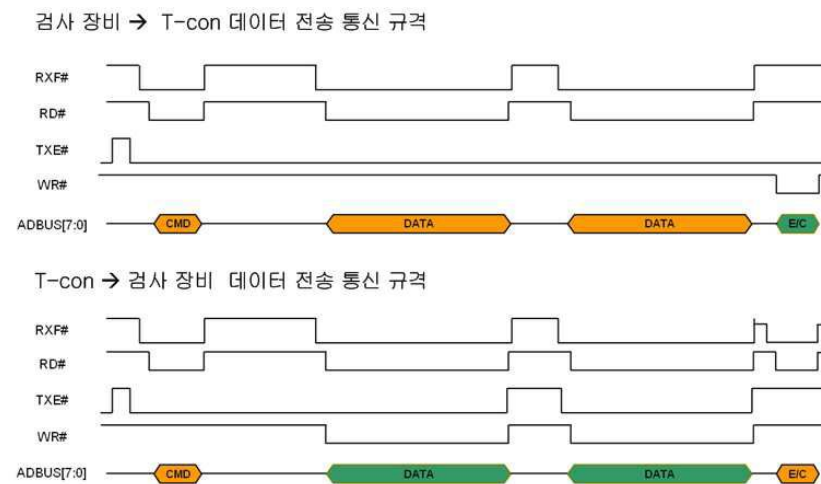 검사 장비 → T-con 데이터 전송 통신 규격
RXF#
RD#
TXE#
WR#
ADBUS[7:0] CMD DATA DATA E/C
T-con → 검사 장비 데이터 전송 통신 규격
RXF#
RD#
TXE#
WR#
ADBUS[7:0] CMD DATA DATA E/C